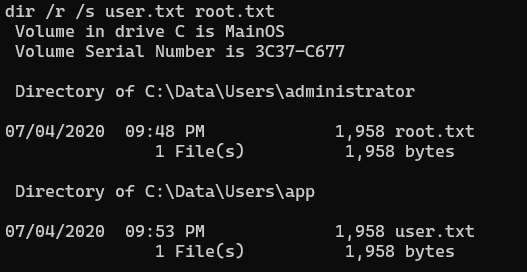 dir /r /s user.txt root.txt
 Volume in drive C is MainOS
 Volume Serial Number is 3C37-C677

 Directory of C:\Data\Users\administrator

07/04/2020  09:48 PM             1,958 root.txt
               1 File(s)          1,958 bytes

 Directory of C:\Data\Users\app

07/04/2020  09:53 PM             1,958 user.txt
               1 File(s)          1,958 bytes